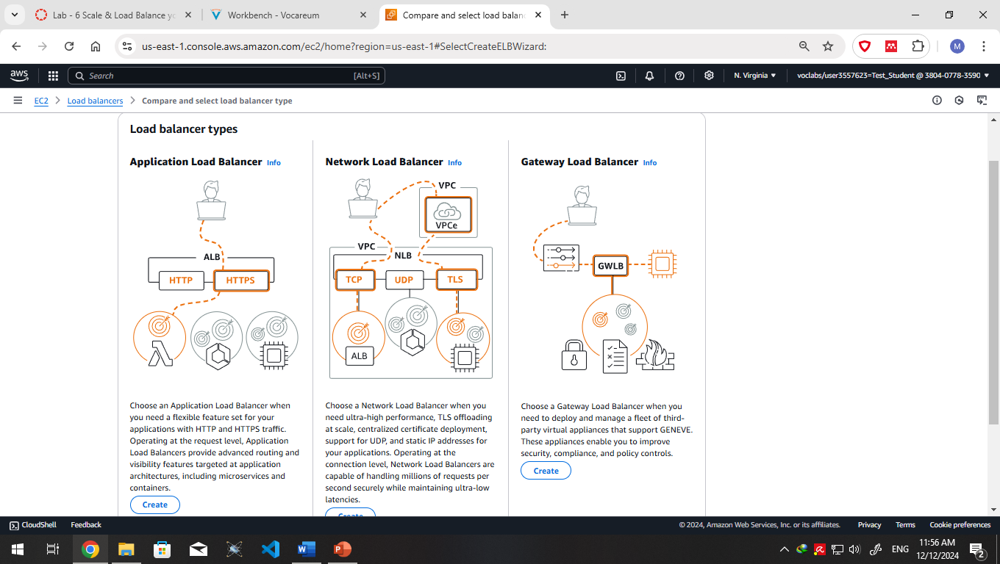 Lab - 6 Scale & Load Balance yo
Workbench - Vocareum
Compare and select load balanc
us-east-1.console.aws.amazon.com/ec2/home?region=us-east-1#SelectCreateELBWizard:
M
aws
Search
[Alt+S]
N. Virginia
voclabs/user3557623=Test_Student @ 3804-0778-3590
EC2
Load balancers
Compare and select load balancer type
Load balancer types
Application Load Balancer Info
ALB
HTTP
HTTPS
Choose an Application Load Balancer when
you need a flexible feature set for your
applications with HTTP and HTTPS traffic.
Operating at the request level, Application
Load Balancers provide advanced routing and
visibility features targeted at application
architectures, including microservices and
containers.
Create
Network Load Balancer Info
VPC
VPCe
VPC
NLB
TCP
UDP
TLS
ALB
Choose a Network Load Balancer when you
need ultra-high performance, TLS offloading
at scale, centralized certificate deployment,
support for UDP, and static IP addresses for
your applications. Operating at the
connection level, Network Load Balancers are
capable of handling millions of requests per
second securely while maintaining ultra-low
latencies.
Create
Gateway Load Balancer Info
GWLB
Choose a Gateway Load Balancer when you
need to deploy and manage a fleet of third-
party virtual appliances that support GENEVE.
These appliances enable you to improve
security, compliance, and policy controls.
Create
CloudShell
Feedback
© 2024, Amazon Web Services, Inc. or its affiliates.
Privacy
Terms
Cookie preferences
ENG
11:56 AM
12/12/2024
2